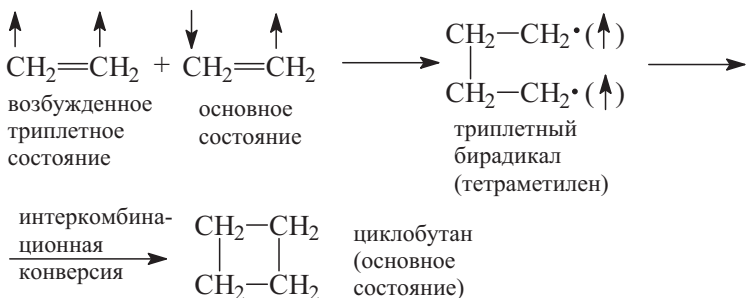 CH₂=CH₂ + CH₂=CH₂ CH₂—CH₂•(↑)
CH₂—CH₂•(↑)
возбужденное
триплетное
состояние
основное
состояние
триплетный
бирадикал
(тетраметилен)
интеркомбина-
ционная
конверсия
CH₂—CH₂
CH₂—CH₂
циклобутан
(основное
состояние)